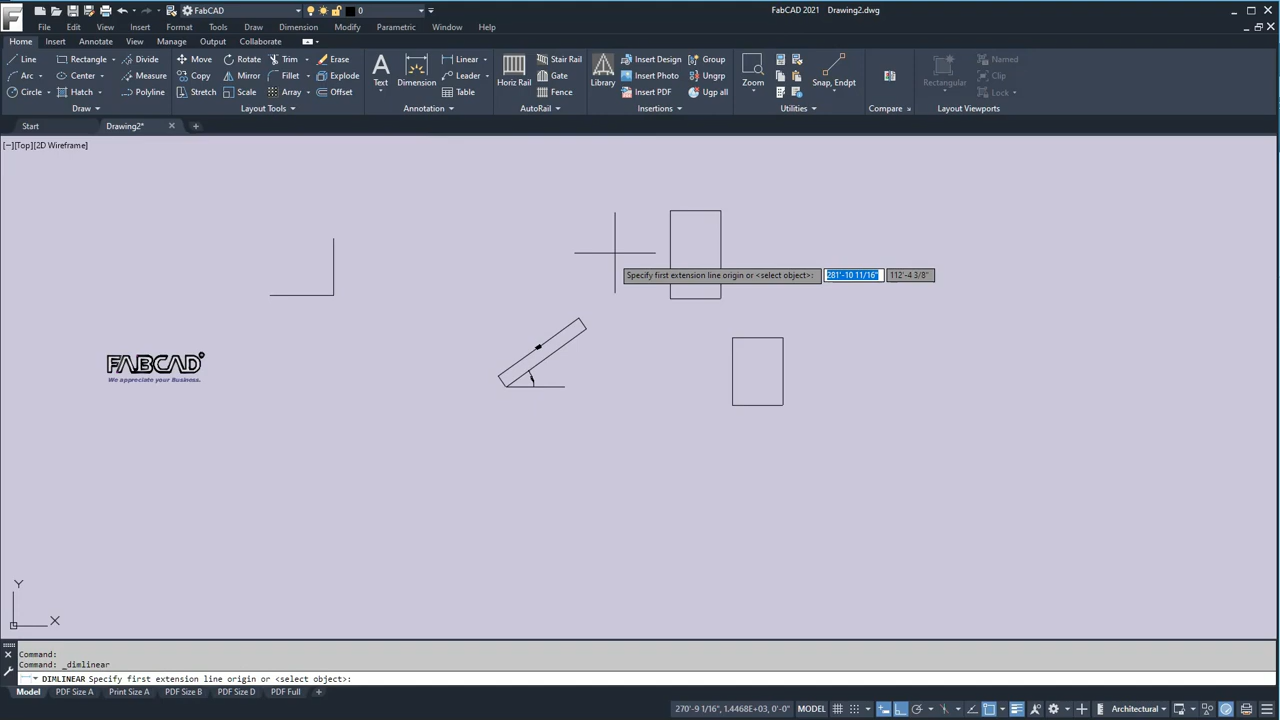 FabCAD
0
FabCAD 2021 Drawing2.dwg
File Edit View Insert Format Tools Draw Dimension Modify Parametric Window Help
Home Insert Annotate View Manage Output Collaborate
Line Rectangle Divide Move Rotate Trim Erase Linear Stair Rail Insert Design Group Named
Arc Center Measure Copy Mirror Fillet Explode Text Dimension Leader Horiz Rail Gate Library Insert Photo Ungrp Zoom Snap, Endpt Rectangular Clip
Circle Hatch Polyline Stretch Scale Array Offset Table Fence Insert PDF Ugp all Lock
Draw Layout Tools Annotation AutoRail Insertions Utilities Compare Layout Viewports
Start Drawing2*
[−][Top][2D Wireframe]
Specify first extension line origin or <select object>: 281'-10 11/16" 112'-4 3/8"
FABCAD
We appreciate your Business.
Y
X
Command:
Command: _dimlinear
DIMLINEAR Specify first extension line origin or <select object>:
Model PDF Size A Print Size A PDF Size B PDF Size D PDF Full
270'-9 1/16", 1.4468E+03, 0'-0" MODEL Architectural